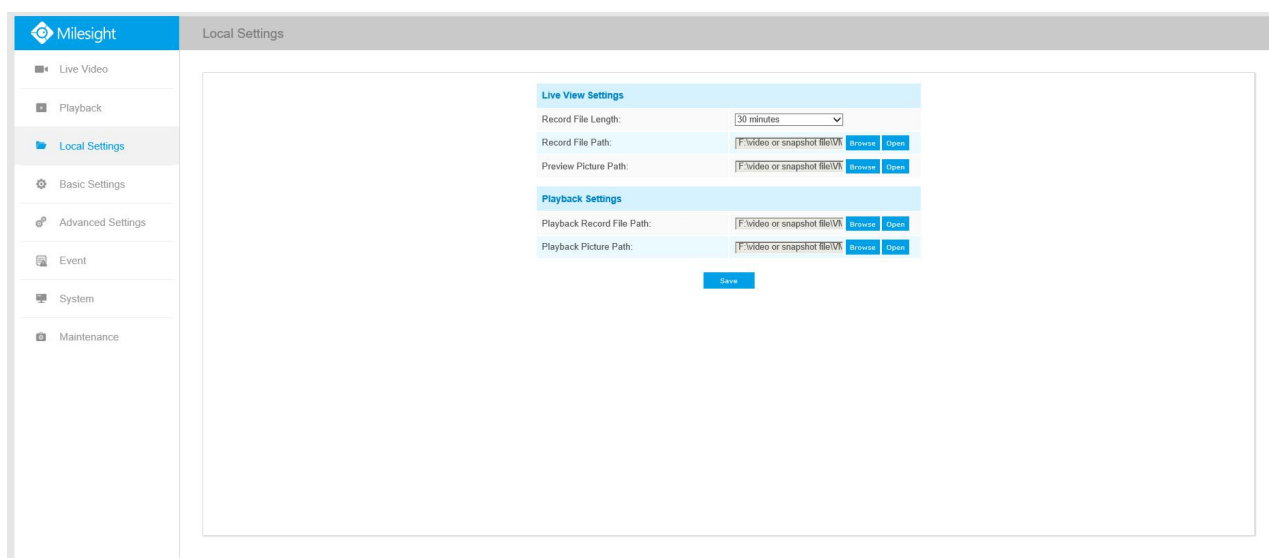 Milesight
Local Settings
Live Video
Playback
Local Settings
Basic Settings
Advanced Settings
Event
System
Maintenance
Live View Settings
Record File Length: 30 minutes
Record File Path: F:\video or snapshot file\ Browse Open
Preview Picture Path: F:\video or snapshot file\ Browse Open
Playback Settings
Playback Record File Path: F:\video or snapshot file\ Browse Open
Playback Picture Path: F:\video or snapshot file\ Browse Open
Save